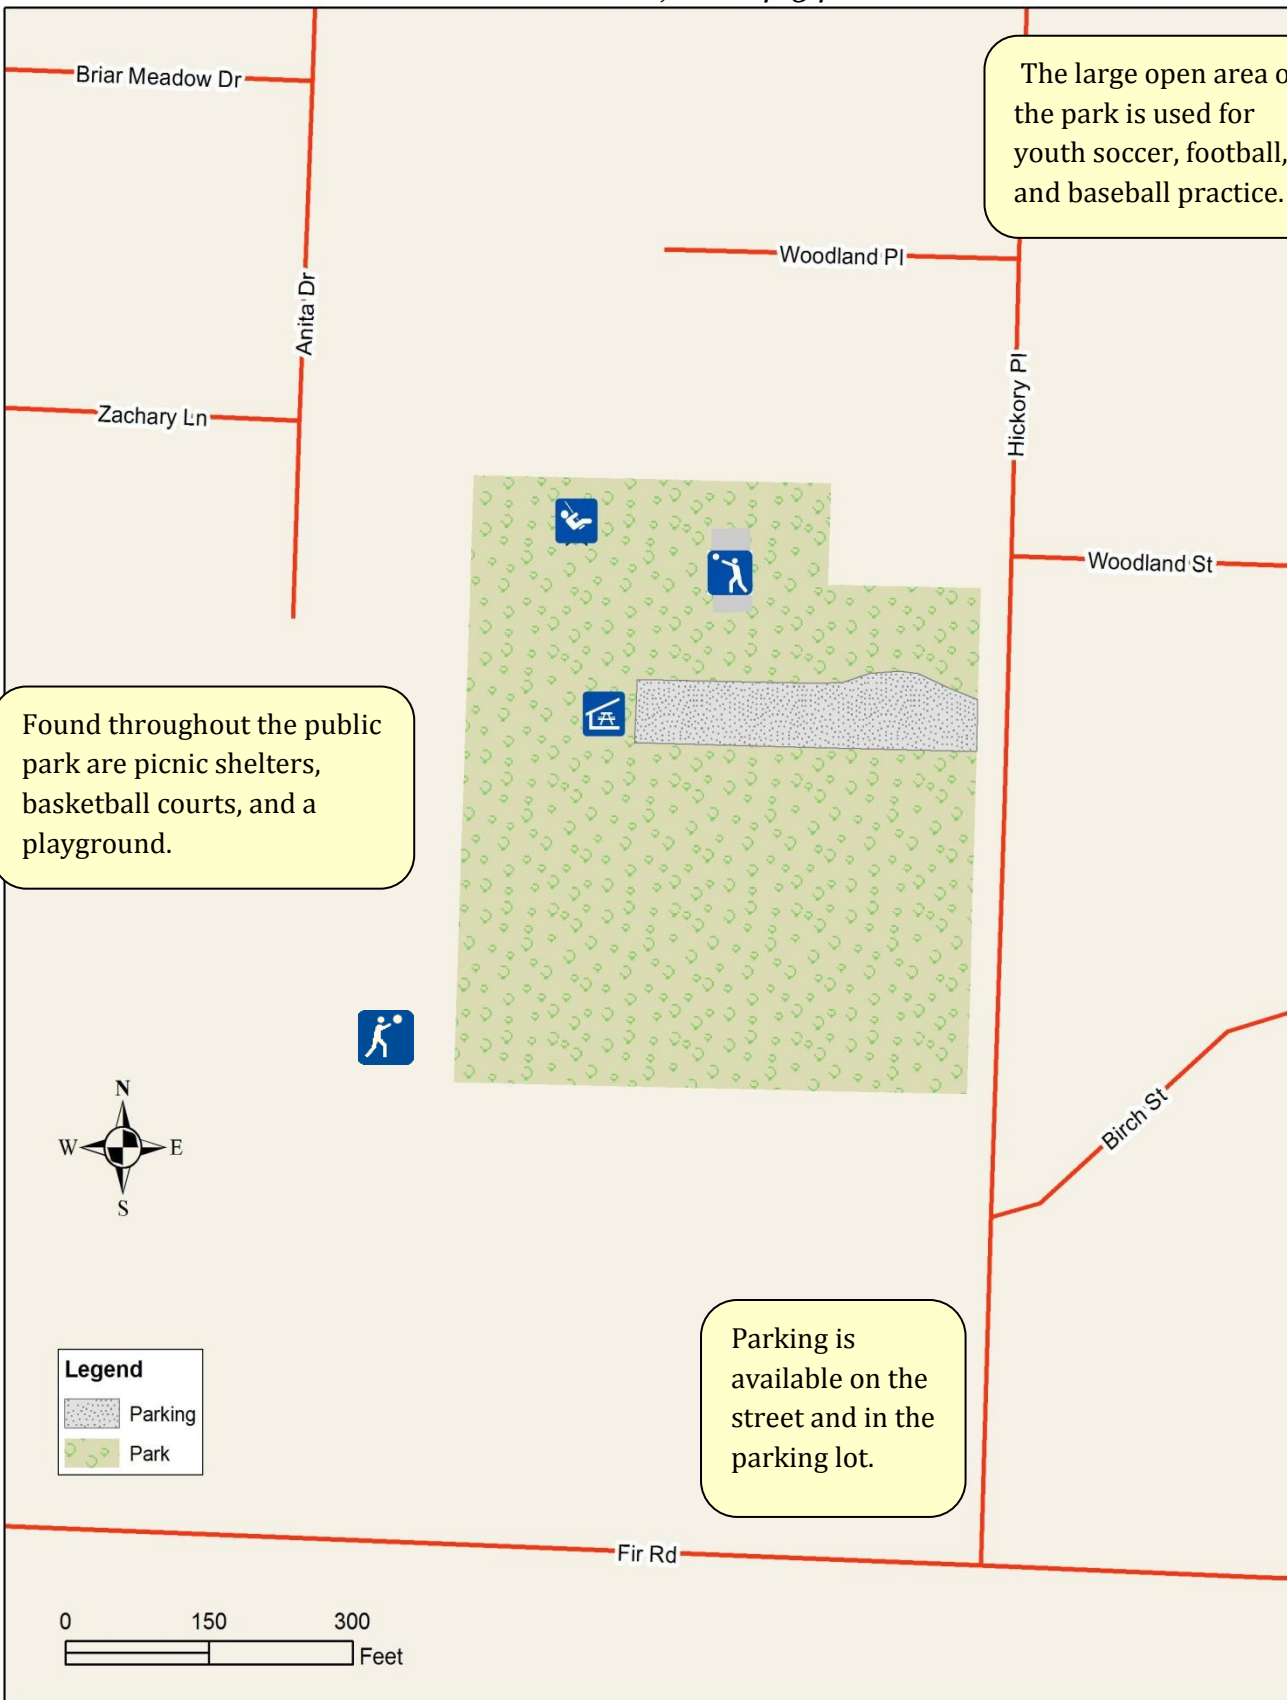 Briar Meadow Dr
The large open area o
the park is used for
youth soccer, football,
and baseball practice.
Woodland Pl
Anita Dr
Hickory Pl
Zachary Ln
Woodland St
Found throughout the public
park are picnic shelters,
basketball courts, and a
playground.
N
W E
S
Birch St
Parking is
available on the
street and in the
parking lot.
Legend
Parking
Park
Fir Rd
0 150 300
Feet